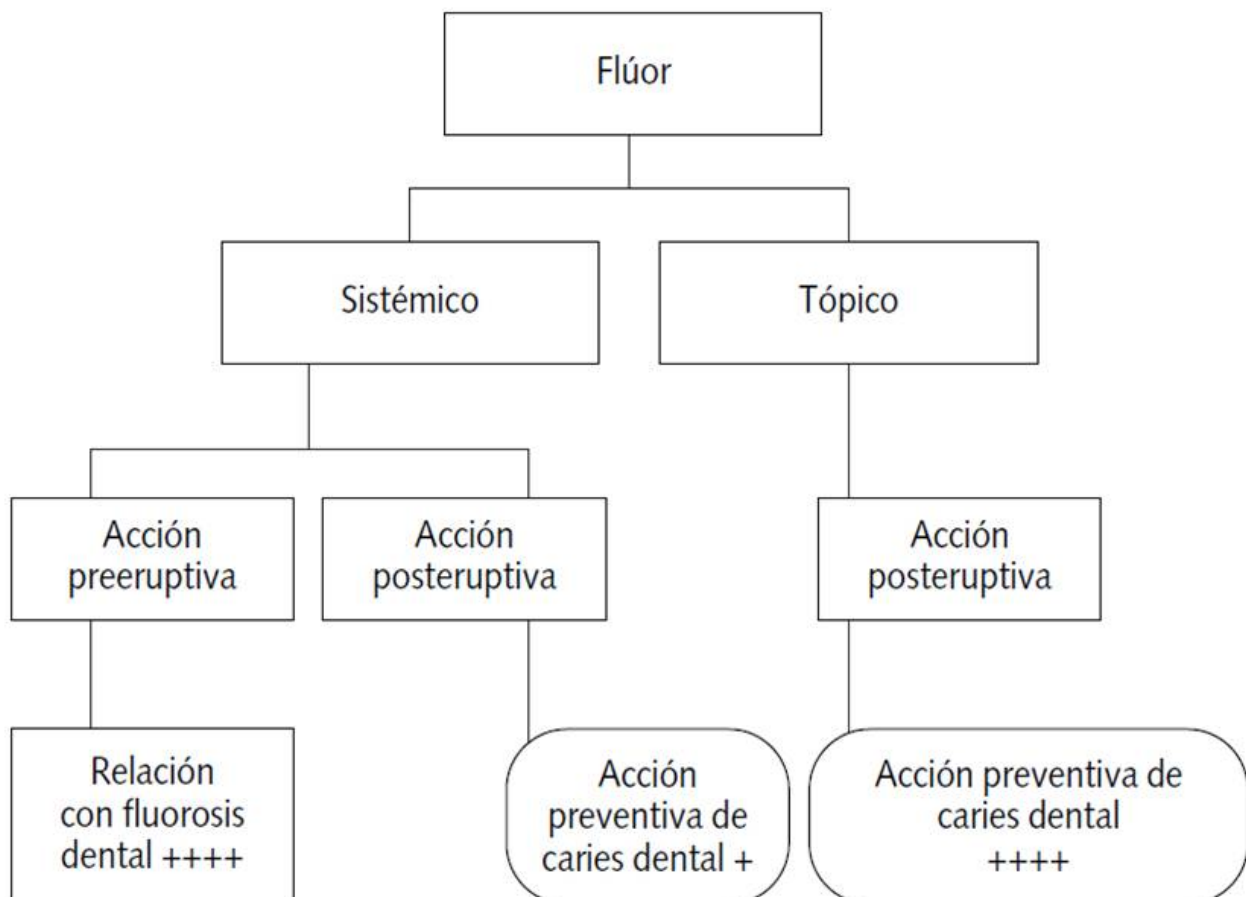 Flúor
Sistémico
Tópico
Acción
preeruptiva
Acción
posteruptiva
Acción
posteruptiva
Relación
con fluorosis
dental ++++
Acción
preventiva de
caries dental +
Acción preventiva de
caries dental
++++